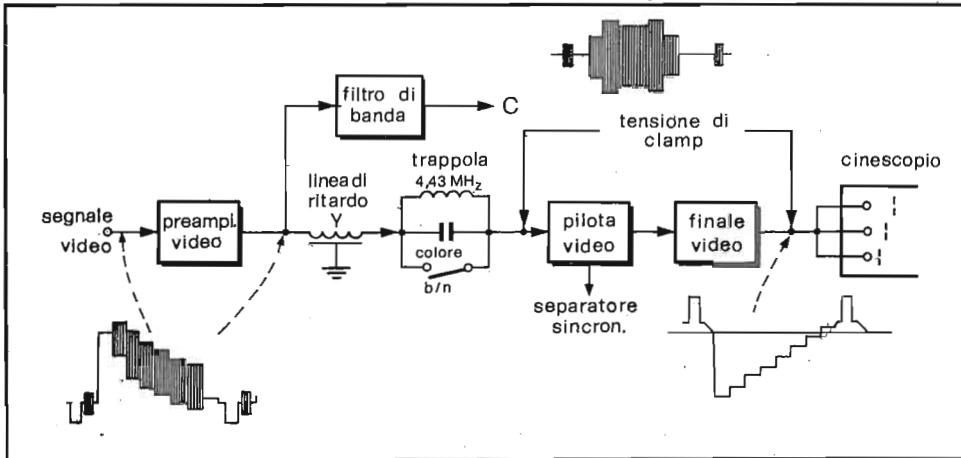 filtro di
banda
C
tensione di
clamp
cinescopio
trappola
4,43 MHz
linea di
ritardo
Y
segnale
video
preampl.
video
colore
b/n
pilota
video
finale
video
separatore
sincron.